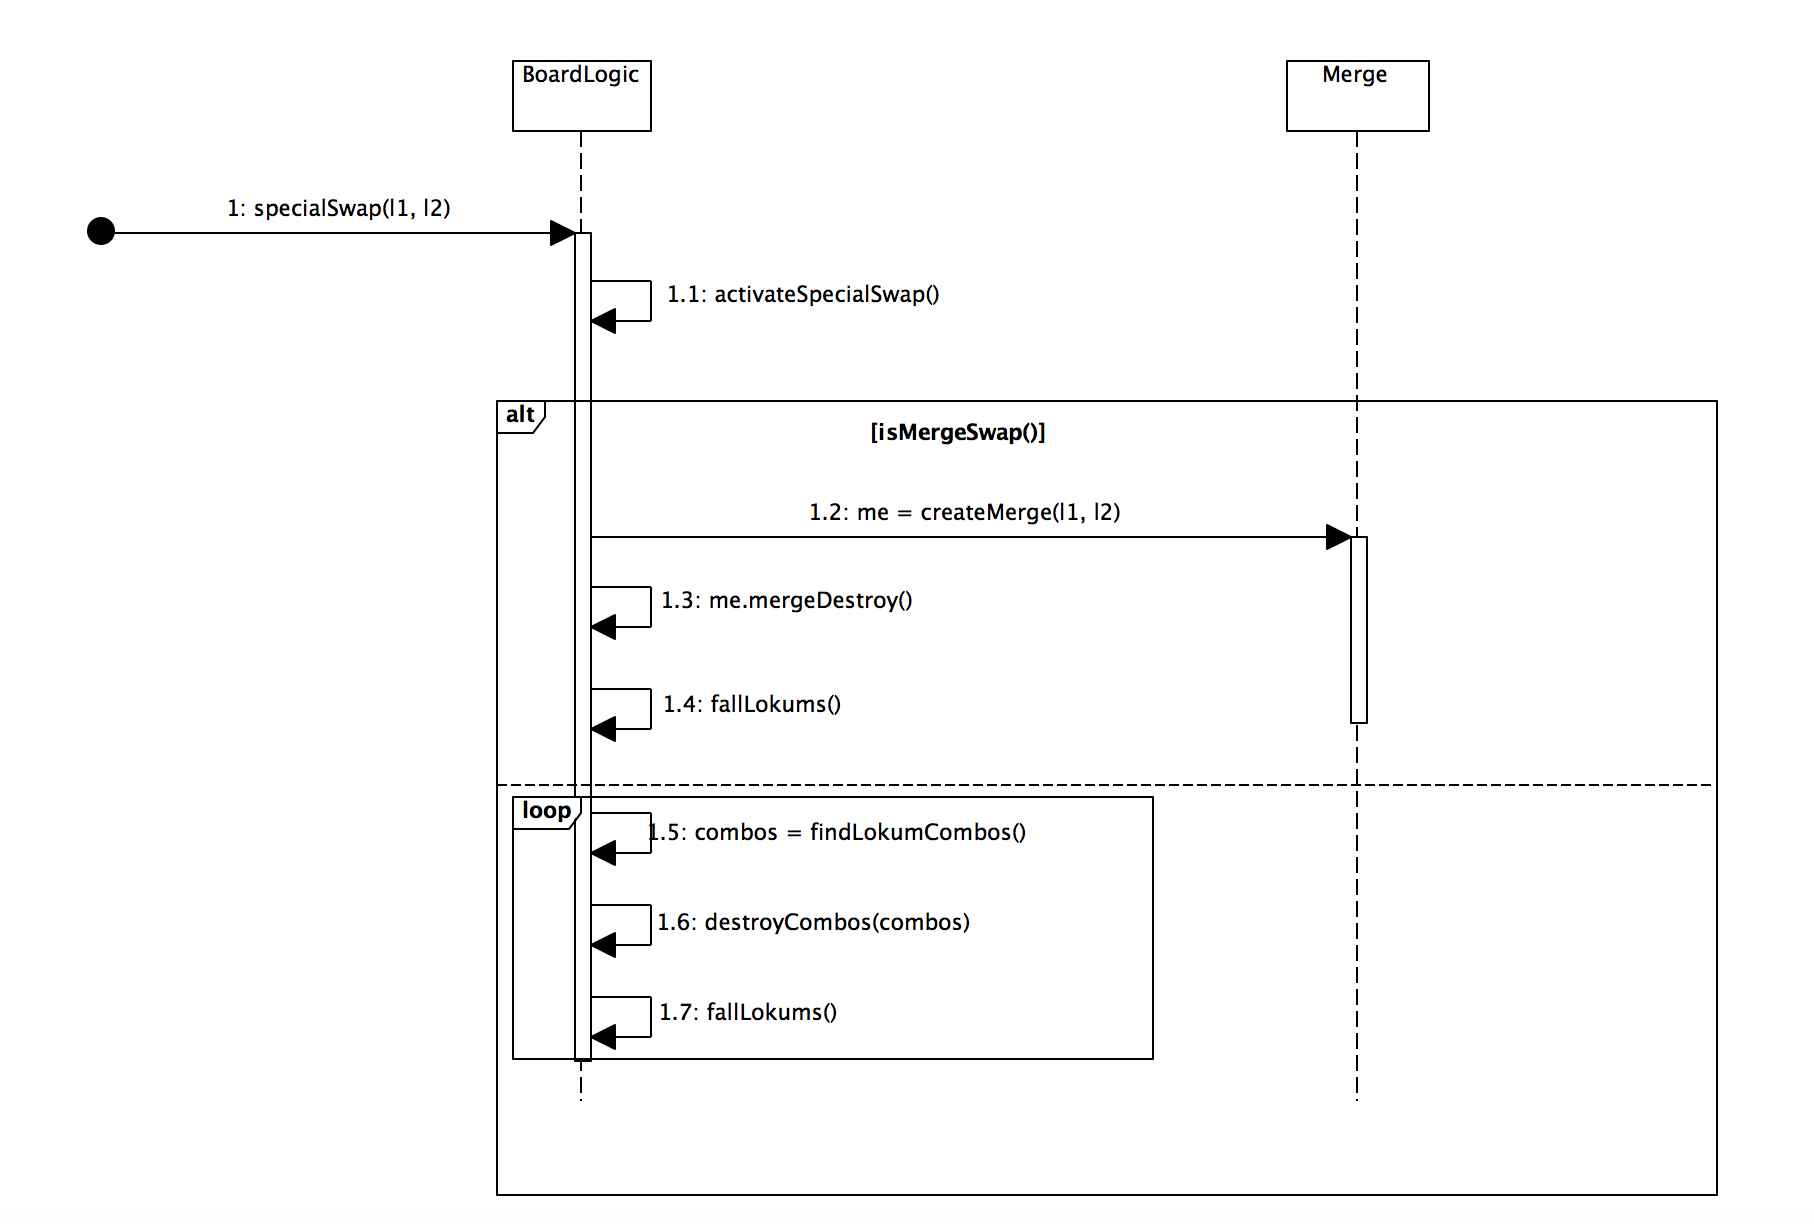 BoardLogic
Merge
1: specialSwap(l1, l2)
1.1: activateSpecialSwap()
alt
[isMergeSwap()]
1.2: me = createMerge(l1, l2)
1.3: me.mergeDestroy()
1.4: fallLokums()
loop
1.5: combos = findLokumCombos()
1.6: destroyCombos(combos)
1.7: fallLokums()